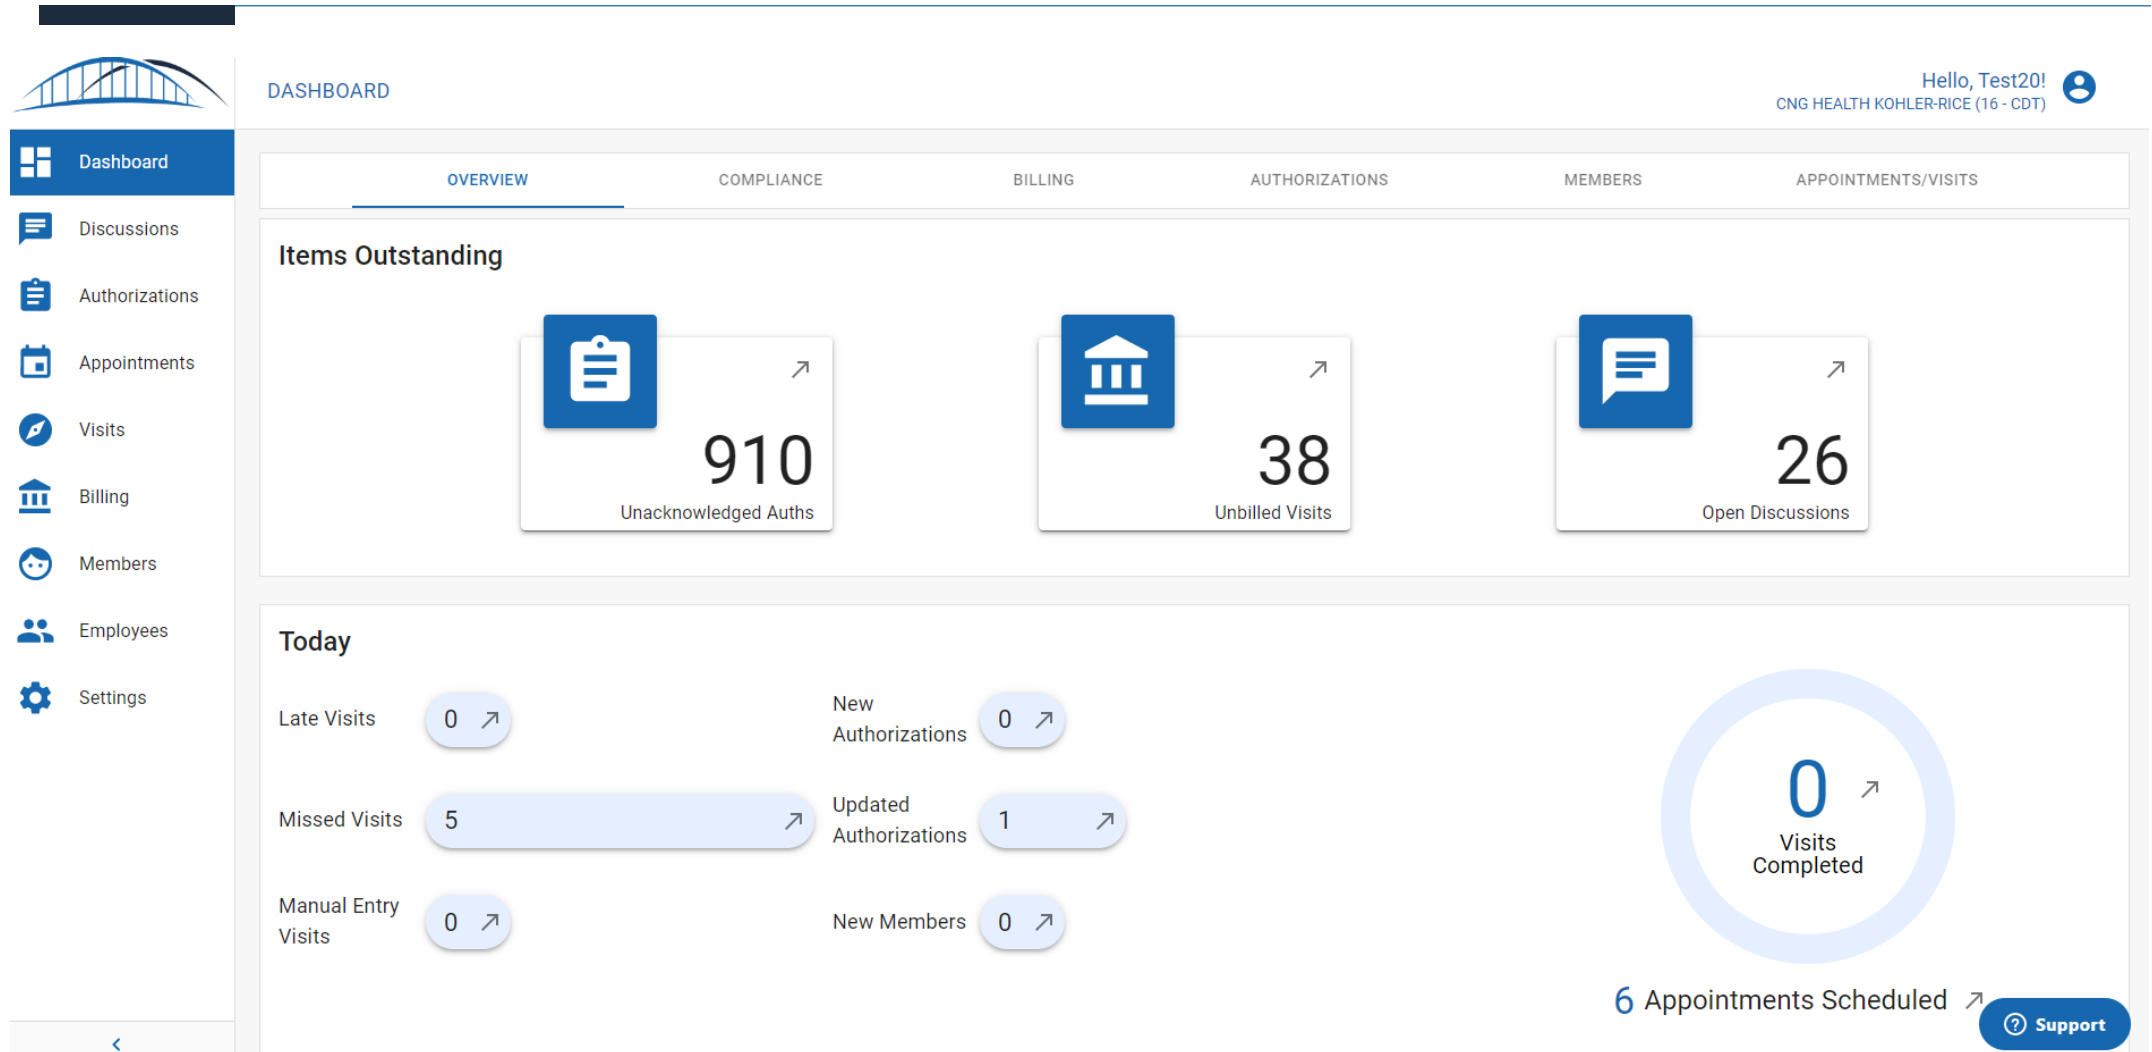 DASHBOARD
Hello, Test20!
CNG HEALTH KOHLER-RICE (16 - CDT)
Dashboard
Discussions
Authorizations
Appointments
Visits
Billing
Members
Employees
Settings
OVERVIEW
COMPLIANCE
BILLING
AUTHORIZATIONS
MEMBERS
APPOINTMENTS/VISITS
Items Outstanding
910
Unacknowledged Auths
38
Unbilled Visits
26
Open Discussions
Today
Late Visits
0
Missed Visits
5
Manual Entry
Visits
0
New
Authorizations
0
Updated
Authorizations
1
New Members
0
0
Visits
Completed
6 Appointments Scheduled
Support